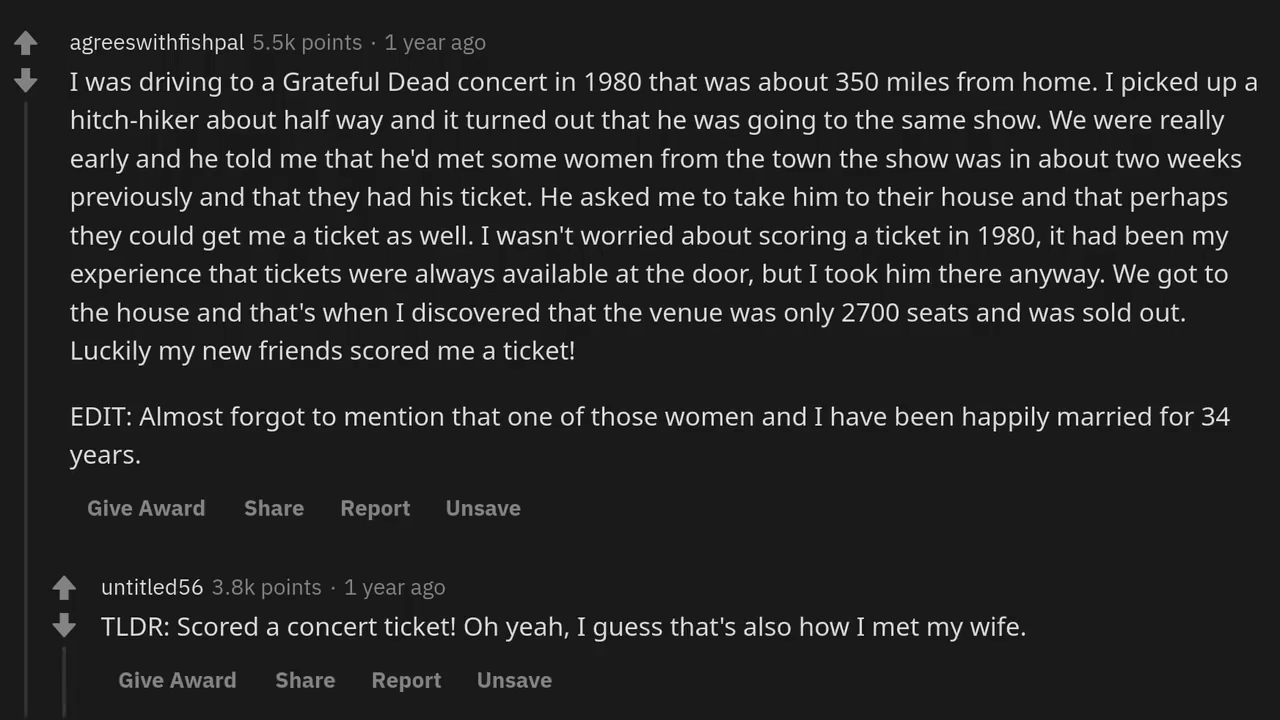 agreeswithfishpal 5.5k points · 1 year ago
I was driving to a Grateful Dead concert in 1980 that was about 350 miles from home. I picked up a
hitch-hiker about half way and it turned out that he was going to the same show. We were really
early and he told me that he'd met some women from the town the show was in about two weeks
previously and that they had his ticket. He asked me to take him to their house and that perhaps
they could get me a ticket as well. I wasn't worried about scoring a ticket in 1980, it had been my
experience that tickets were always available at the door, but I took him there anyway. We got to
the house and that's when I discovered that the venue was only 2700 seats and was sold out.
Luckily my new friends scored me a ticket!
EDIT: Almost forgot to mention that one of those women and I have been happily married for 34
years.
Give Award Share Report Unsave
untitled56 3.8k points · 1 year ago
TLDR: Scored a concert ticket! Oh yeah, I guess that's also how I met my wife.
Give Award Share Report Unsave